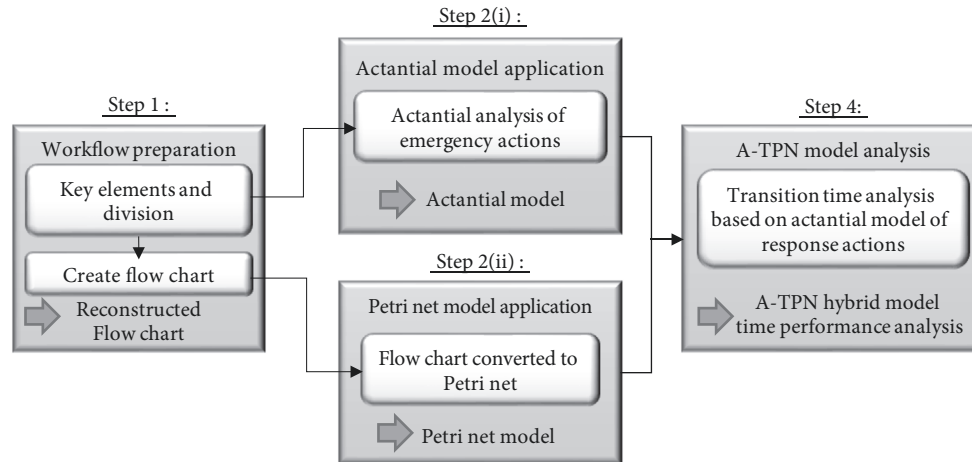 Step 1 :
Workflow preparation
Key elements and
division
Create flow chart
Reconstructed
Flow chart
Step 2(i) :
Actantial model application
Actantial analysis of
emergency actions
Actantial model
Step 2(ii) :
Petri net model application
Flow chart converted to
Petri net
Petri net model
Step 4:
A-TPN model analysis
Transition time analysis
based on actantial model of
response actions
A-TPN hybrid model
time performance analysis